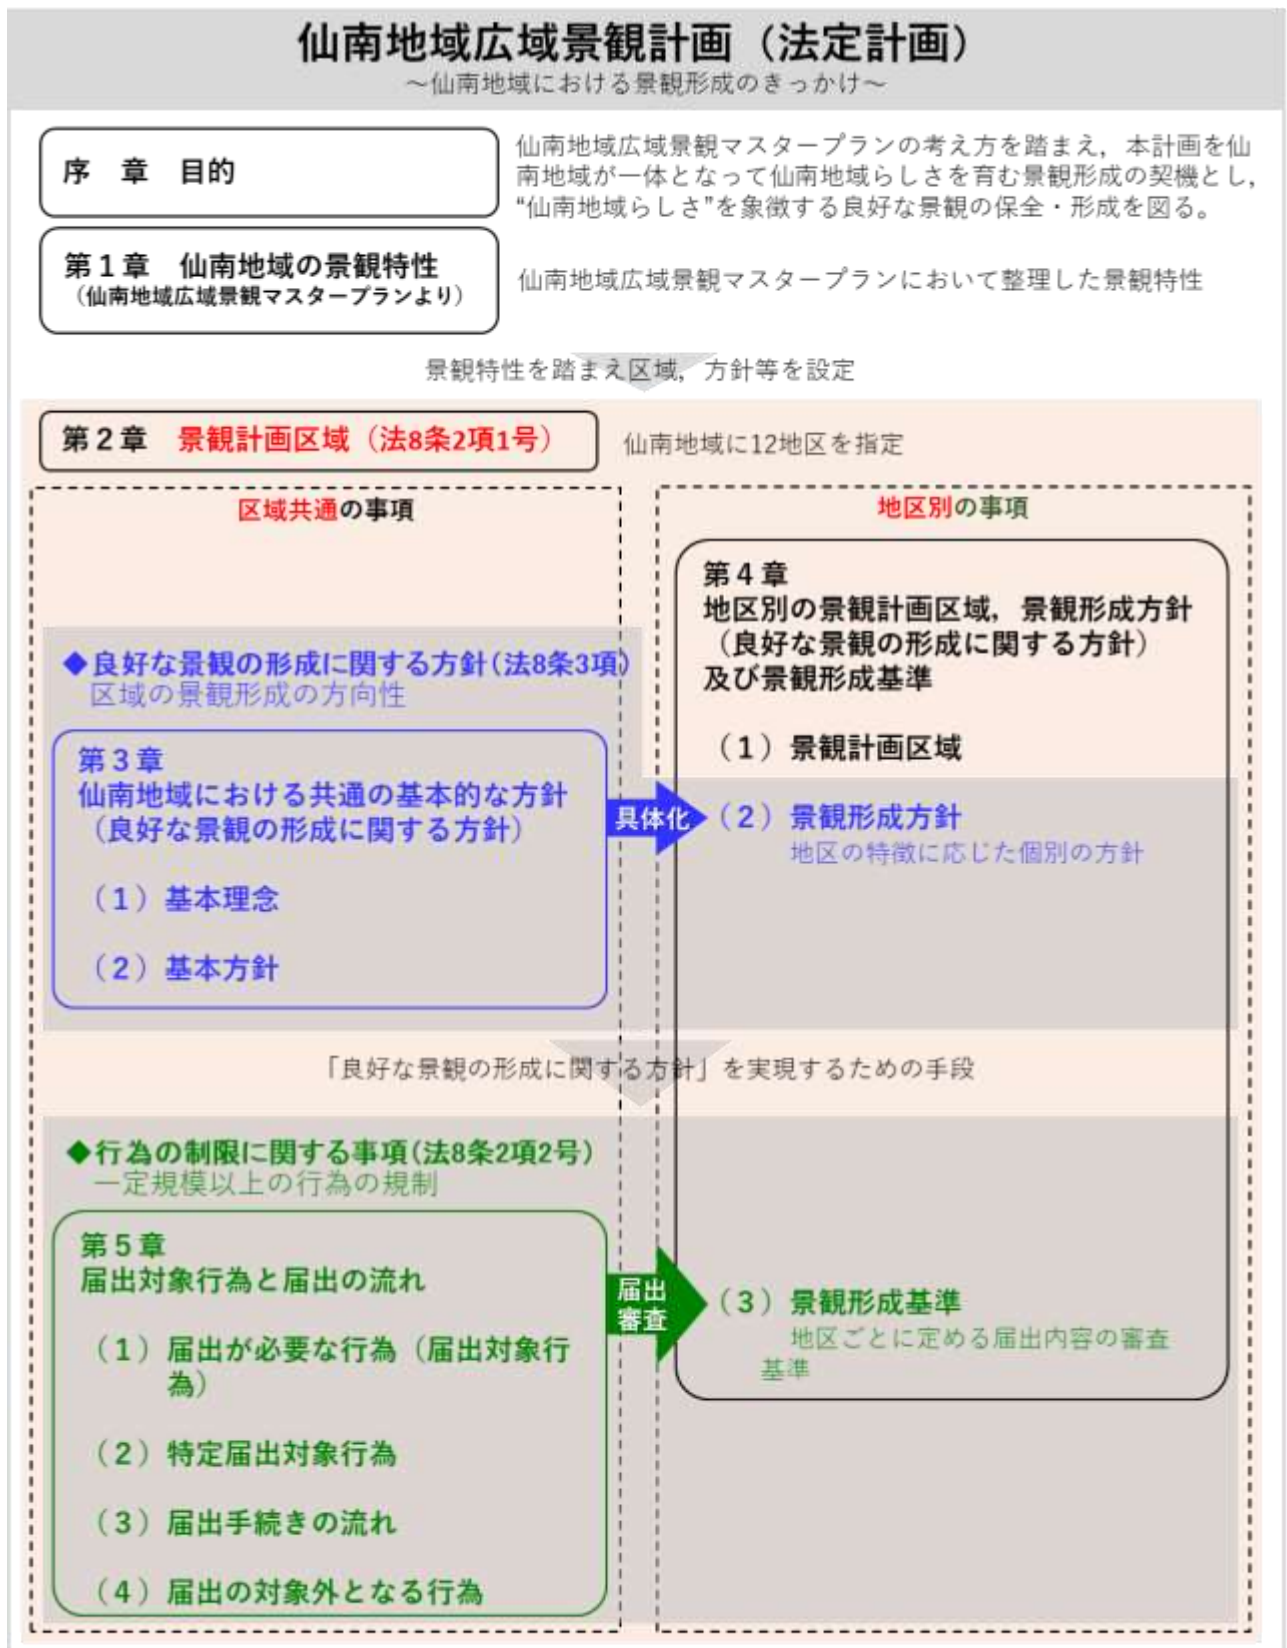 仙南地域広域景観計画（法定計画）
～仙南地域における景観形成のきっかけ～
序　章　目的
仙南地域広域景観マスタープランの考え方を踏まえ，本計画を仙
南地域が一体となって仙南地域らしさを育む景観形成の契機とし，
“仙南地域らしさ”を象徴する良好な景観の保全・形成を図る。
第１章　仙南地域の景観特性
（仙南地域広域景観マスタープランより）
仙南地域広域景観マスタープランにおいて整理した景観特性
景観特性を踏まえ区域，方針等を設定
第２章　景観計画区域（法8条2項1号）
仙南地域に12地区を指定
区域共通の事項
◆良好な景観の形成に関する方針(法8条3項)
区域の景観形成の方向性
第３章
仙南地域における共通の基本的な方針
（良好な景観の形成に関する方針）
（１）基本理念
（２）基本方針
具体化
地区別の事項
第４章
地区別の景観計画区域，景観形成方針
（良好な景観の形成に関する方針）
及び景観形成基準
（１）景観計画区域
（２）景観形成方針
地区の特徴に応じた個別の方針
「良好な景観の形成に関する方針」を実現するための手段
◆行為の制限に関する事項(法8条2項2号)
一定規模以上の行為の規制
第５章
届出対象行為と届出の流れ
（１）届出が必要な行為（届出対象行
為）
（２）特定届出対象行為
（３）届出手続きの流れ
（４）届出の対象外となる行為
届出
審査
（３）景観形成基準
地区ごとに定める届出内容の審査
基準